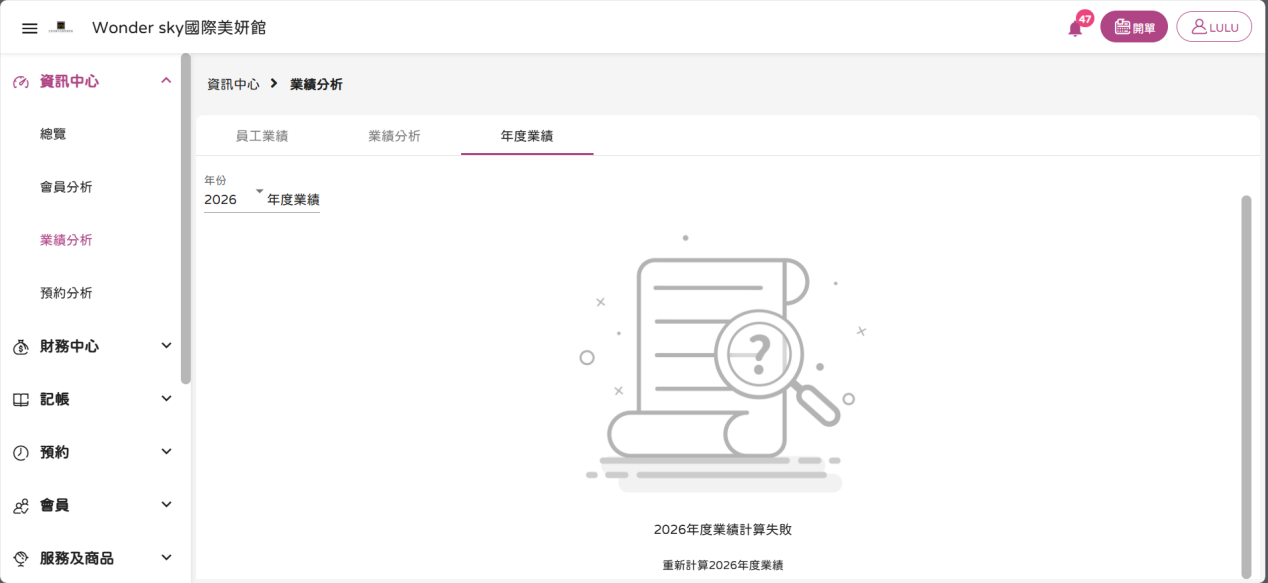 Wonder sky國際美妍館
47
開單
LULU
資訊中心
總覽
會員分析
業績分析
預約分析
財務中心
記帳
預約
會員
服務及商品
資訊中心 業績分析
員工業績 業績分析 年度業績
年份
2026 年度業績
?
2026年度業績計算失敗
重新計算2026年度業績